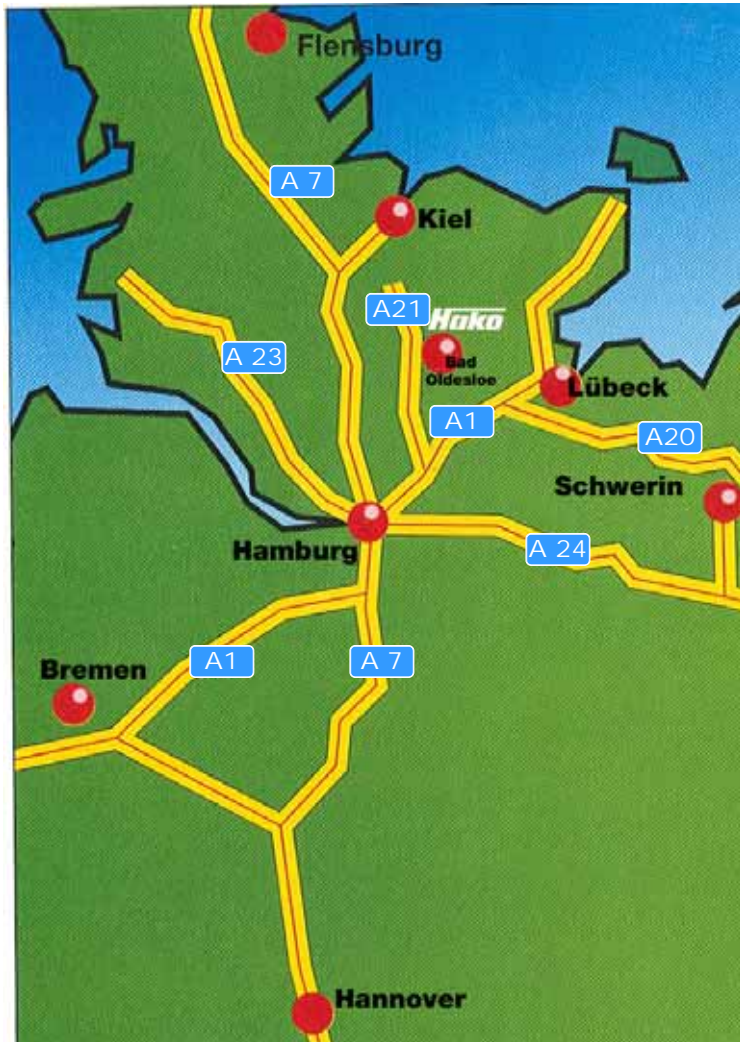 Flensburg
A 7
Kiel
A21
Hako
A 23
Bad
Oldesloe
Lübeck
A1
A20
Schwerin
Hamburg
A 24
A1
A 7
Bremen
Hannover